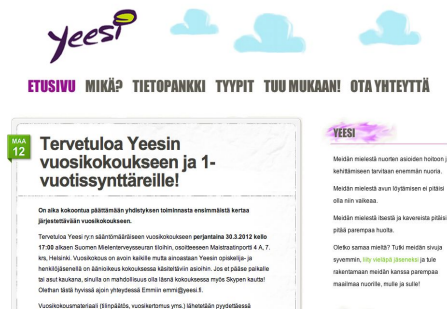 yeesi
ETUSIVU MIKÄ? TIETOPANKKI TYYPIT TUU MUKAAN! OTA YHTEYTTÄ
MAA
12
Tervetuloa Yeesin
vuosikokoukseen ja 1-
vuotissynttäreille!
On aika kokoontua päättämään yhdistyksen toiminnasta ensimmäistä kertaa
järjestettävään vuosikokoukseen.
Tervetuloa Yeesi ry:n sääntömääräiseen vuosikokoukseen perjantaina 30.3.2012 kello
17:00 alkaen Suomen Mielenterveysseuran tiloihin, osoitteeseen Maistraatinportti 4 A, 7.
krs, Helsinki. Vuosikokous on avoin kaikille mutta ainoastaan Yeesin opiskelija- ja
henkilöjäsenellä on äänioikeus kokouksessa käsiteltäviin asioihin. Jos et pääse paikalle
tai asut kaukana, sinulla on mahdollisuus olla läsnä kokouksessa myös Skypen kautta!
Olethan tästä hyvissä ajoin yhteydessä Emmiin emmi@yeesi.fi.
Vuosikokousmateriaali (tilinpäätös, vuosikertomus yms.) lähetetään pyydettäessä
YEESI
Meidän mielestä nuorten asioiden hoitoon j
kehittämiseen tarvitaan enemmän nuoria.
Meidän mielestä avun löytämisen ei pitäisi
olla niin vaikeaa.
Meidän mielestä itsestä ja kavereista pitäisi
pitää parempaa huolta.
Oletko samaa mieltä? Tutki meidän sivuja
syvemmin, liity vieläpä jäseneksi ja tule
rakentamaan meidän kanssa parempaa
maailmaa nuorille, mulle ja sulle!